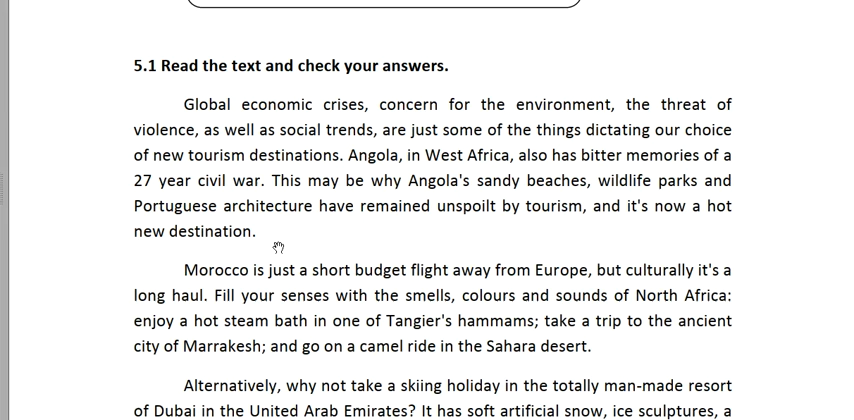 5.1 Read the text and check your answers.
Global economic crises, concern for the environment, the threat of
violence, as well as social trends, are just some of the things dictating our choice
of new tourism destinations. Angola, in West Africa, also has bitter memories of a
27 year civil war. This may be why Angola's sandy beaches, wildlife parks and
Portuguese architecture have remained unspoilt by tourism, and it's now a hot
new destination.
Morocco is just a short budget flight away from Europe, but culturally it's a
long haul. Fill your senses with the smells, colours and sounds of North Africa:
enjoy a hot steam bath in one of Tangier's hammams; take a trip to the ancient
city of Marrakesh; and go on a camel ride in the Sahara desert.
Alternatively, why not take a skiing holiday in the totally man-made resort
of Dubai in the United Arab Emirates? It has soft artificial snow, ice sculptures, a